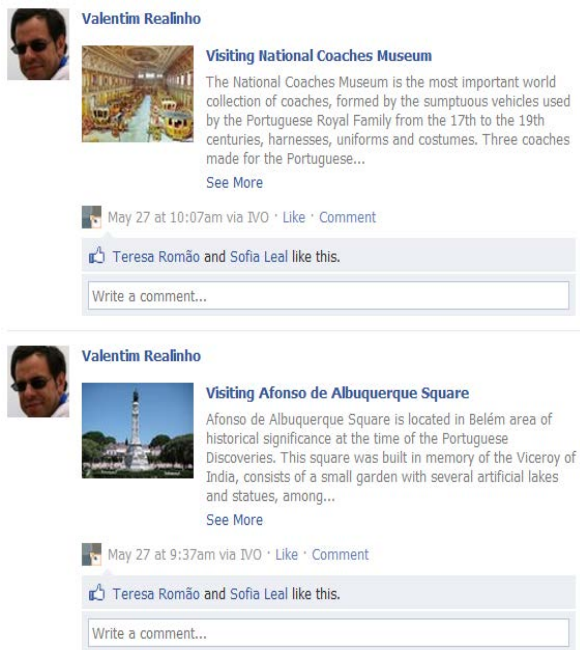 Valentim Realinho
Visiting National Coaches Museum
The National Coaches Museum is the most important world
collection of coaches, formed by the sumptuous vehicles used
by the Portuguese Royal Family from the 17th to the 19th
centuries, harnesses, uniforms and costumes. Three coaches
made for the Portuguese...
See More
May 27 at 10:07am via IVO · Like · Comment
Teresa Romão and Sofia Leal like this.
Write a comment...
Valentim Realinho
Visiting Afonso de Albuquerque Square
Afonso de Albuquerque Square is located in Belém area of
historical significance at the time of the Portuguese
Discoveries. This square was built in memory of the Viceroy of
India, consists of a small garden with several artificial lakes
and statues, among...
See More
May 27 at 9:37am via IVO · Like · Comment
Teresa Romão and Sofia Leal like this.
Write a comment...